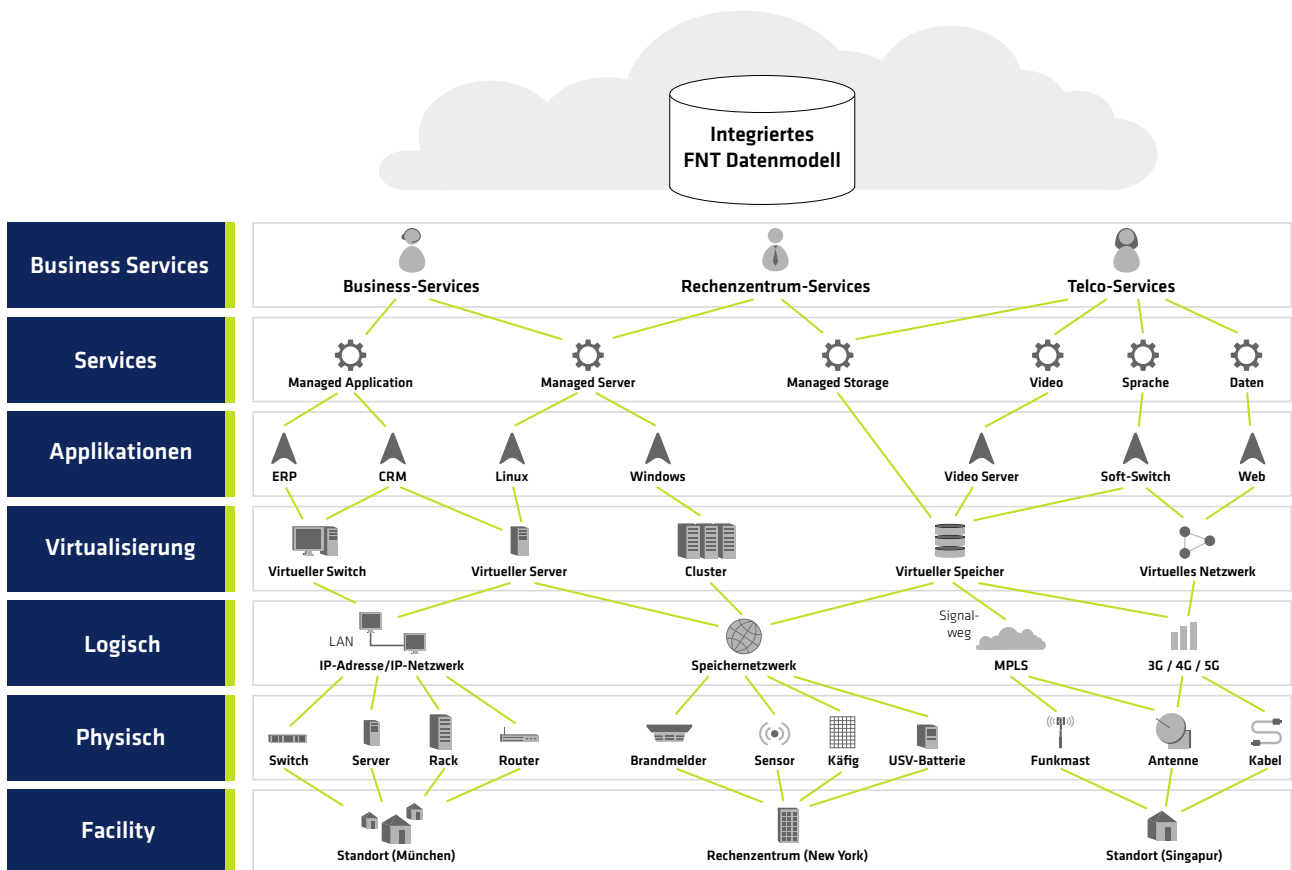 Integriertes
FNT Datenmodell
Business Services
Business-Services
Rechenzentrum-Services
Telco-Services
Services
Managed Application
Managed Server
Managed Storage
Video
Sprache
Daten
Applikationen
ERP
CRM
Linux
Windows
Video Server
Soft-Switch
Web
Virtualisierung
Virtueller Switch
Virtueller Server
Cluster
Virtueller Speicher
Virtuelles Netzwerk
Logisch
LAN
IP-Adresse/IP-Netzwerk
Speichernetzwerk
Signal-
weg
MPLS
3G / 4G / 5G
Physisch
Switch
Server
Rack
Router
Brandmelder
Sensor
Käfig
USV-Batterie
Funkmast
Antenne
Kabel
Facility
Standort (München)
Rechenzentrum (New York)
Standort (Singapur)